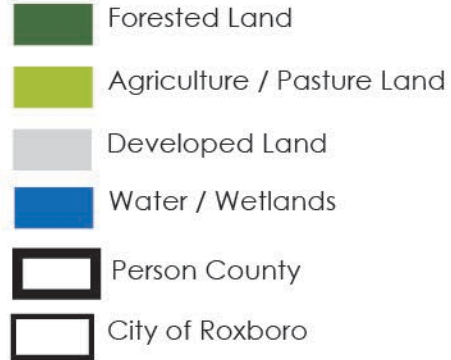 Forested Land
Agriculture / Pasture Land
Developed Land
Water / Wetlands
Person County
City of Roxboro